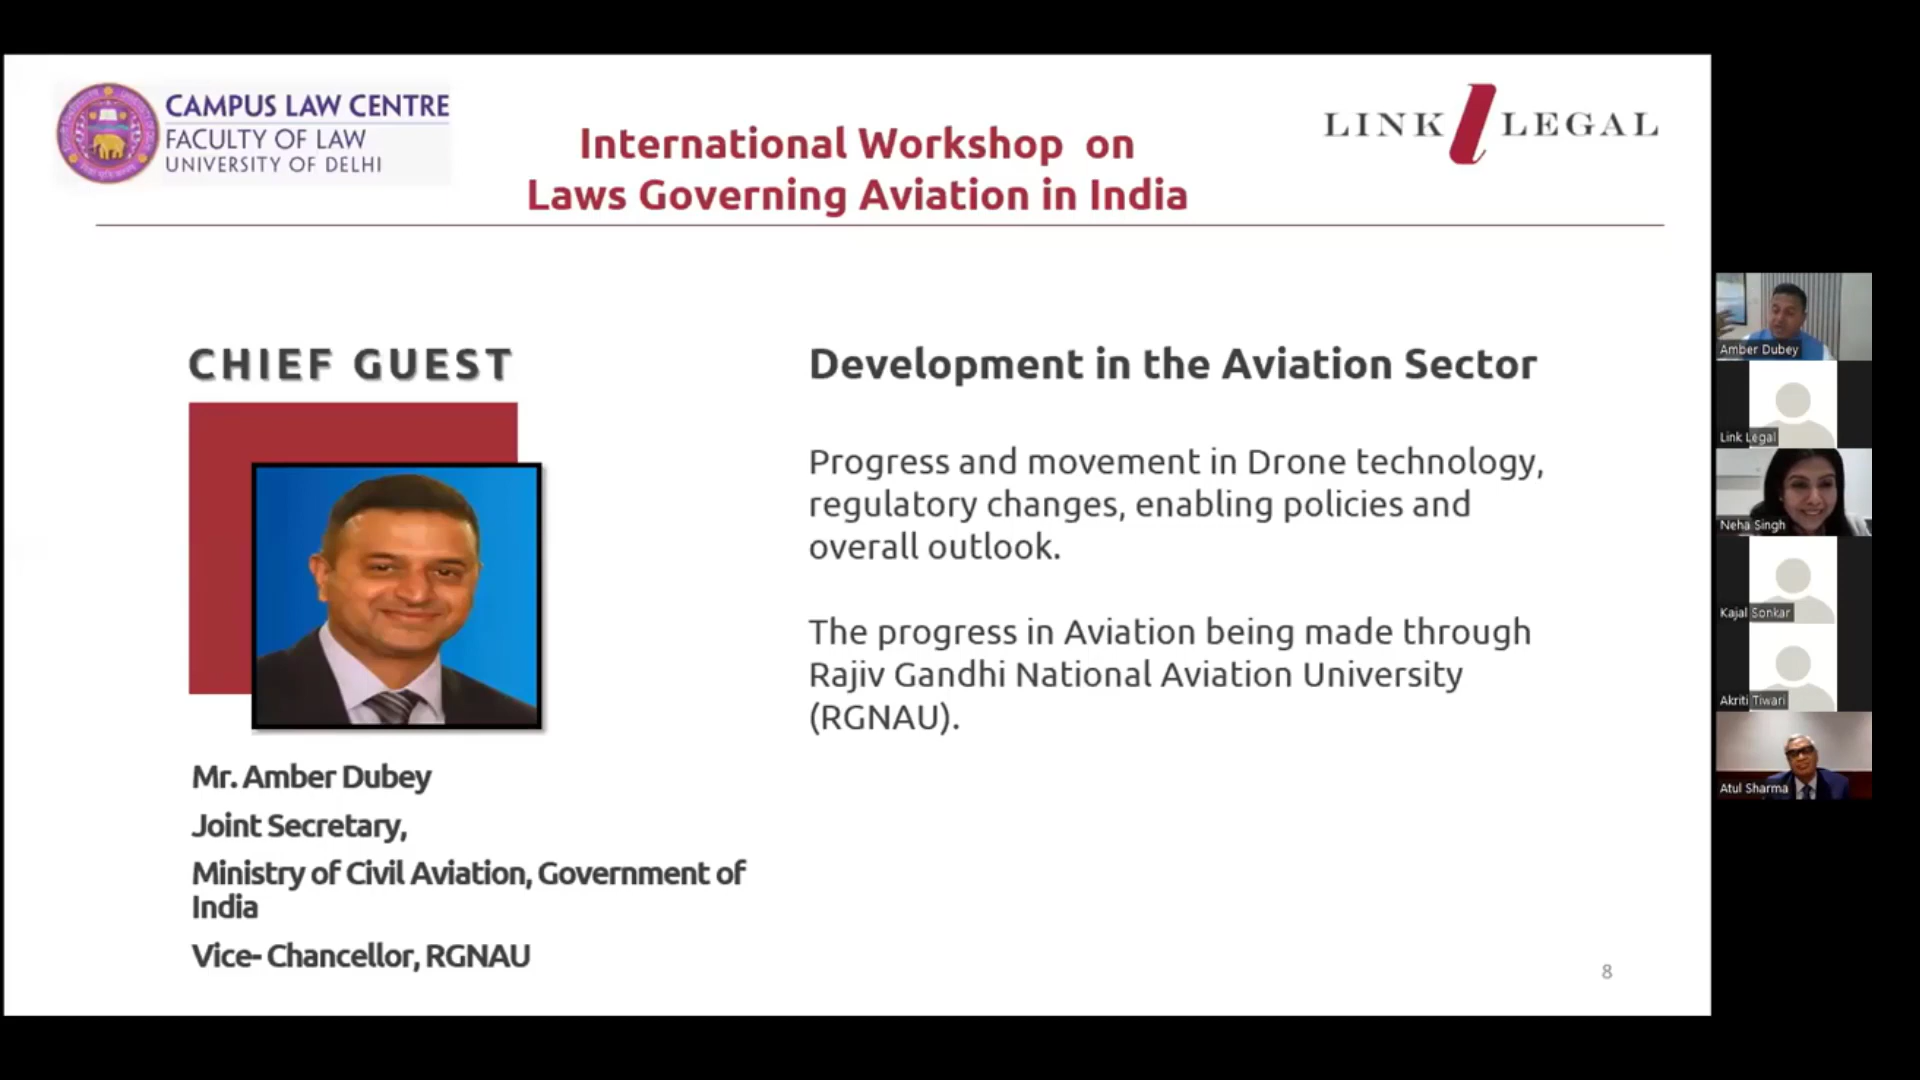 CAMPUS LAW CENTRE
FACULTY OF LAW
UNIVERSITY OF DELHI
International Workshop on
Laws Governing Aviation in India
LINK LEGAL
CHIEF GUEST
Mr. Amber Dubey
Joint Secretary,
Ministry of Civil Aviation, Government of
India
Vice- Chancellor, RGNAU
Development in the Aviation Sector
Progress and movement in Drone technology,
regulatory changes, enabling policies and
overall outlook.
The progress in Aviation being made through
Rajiv Gandhi National Aviation University
(RGNAU).
8
Amber Dubey
Link Legal
Neha Singh
Kajal Sonkar
Akriti Tiwari
Atul Sharma